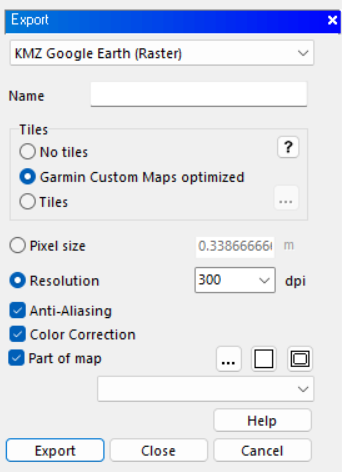 Export ×
KMZ Google Earth (Raster)
Name
Tiles
No tiles ?
Garmin Custom Maps optimized
Tiles ...
Pixel size 0.33866666 m
Resolution 300 dpi
Anti-Aliasing
Color Correction
Part of map ...
Help
Export Close Cancel